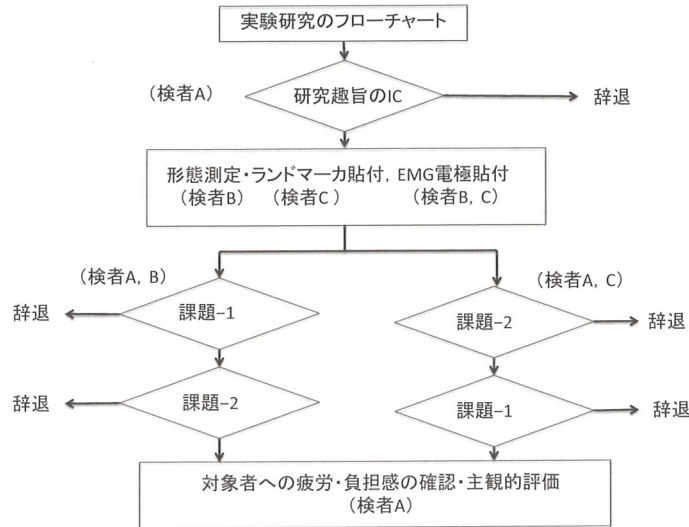 実験研究のフローチャート
（検者A）
研究趣旨のIC
辞退
形態測定・ランドマーカ貼付, EMG電極貼付
（検者B） （検者C） （検者B, C）
（検者A, B）
（検者A, C）
辞退
課題−1
課題−2
辞退
辞退
課題−2
課題−1
辞退
対象者への疲労・負担感の確認・主観的評価
（検者A）